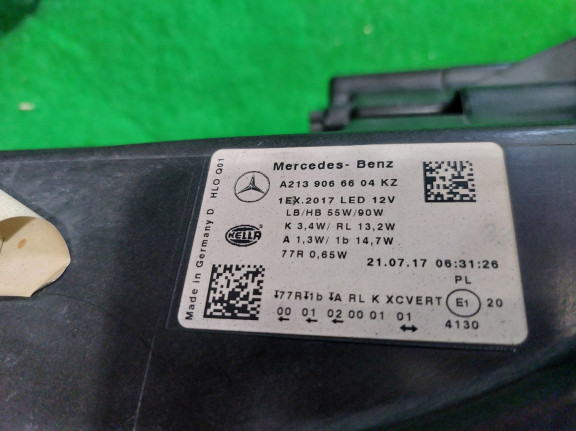 Mercedes- Benz
A213 906 66 04 KZ
1EX.2017 LED 12V
LB/HB 55W/90W
K 3,4W/ RL 13,2W
A 1,3W/ 1b 14,7W
77R 0,65W
21.07.17 06:31:26
PL
77R 1b A RL K XCVERT E1 20
00 01 02 00 01 01
4130
HELLA
Made in Germany D HLO Q01